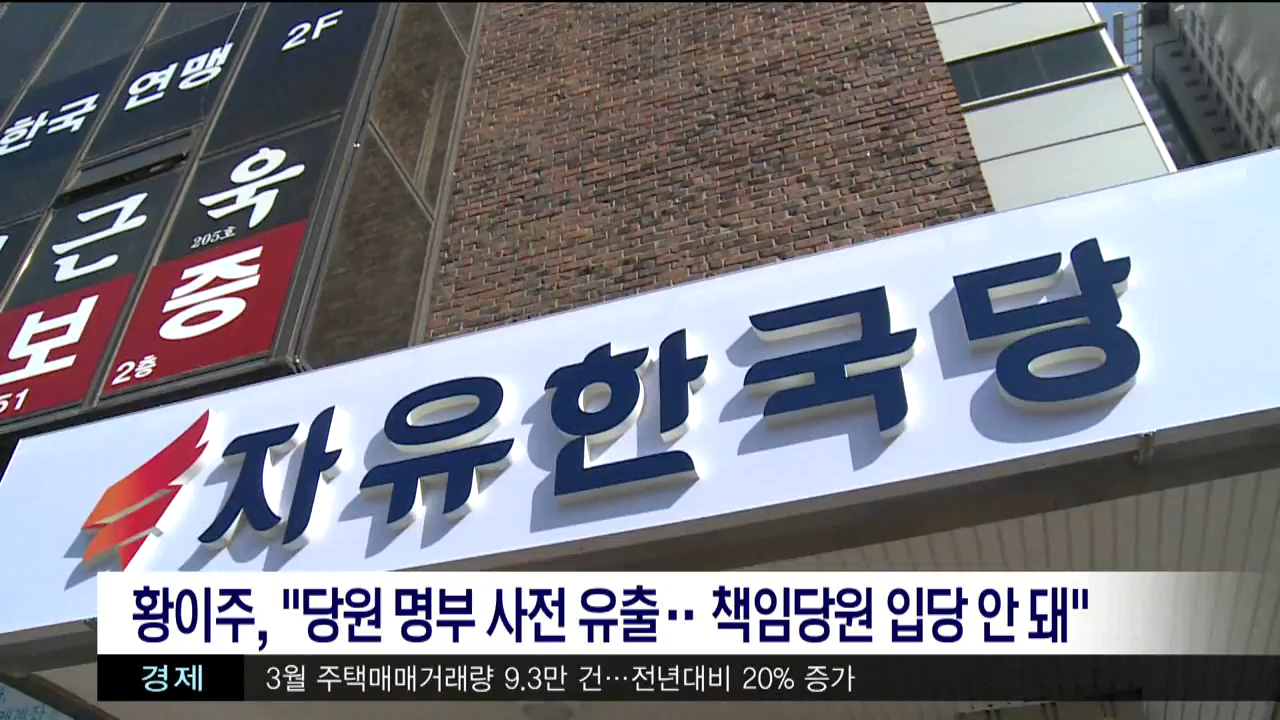 한국 연맹 2F
근 욱
205호
보 증
51 2층
자유한국당
황이주, "당원 명부 사전 유출‥ 책임당원 입당 안 돼"
경제 3월 주택매매거래량 9.3만 건…전년대비 20% 증가